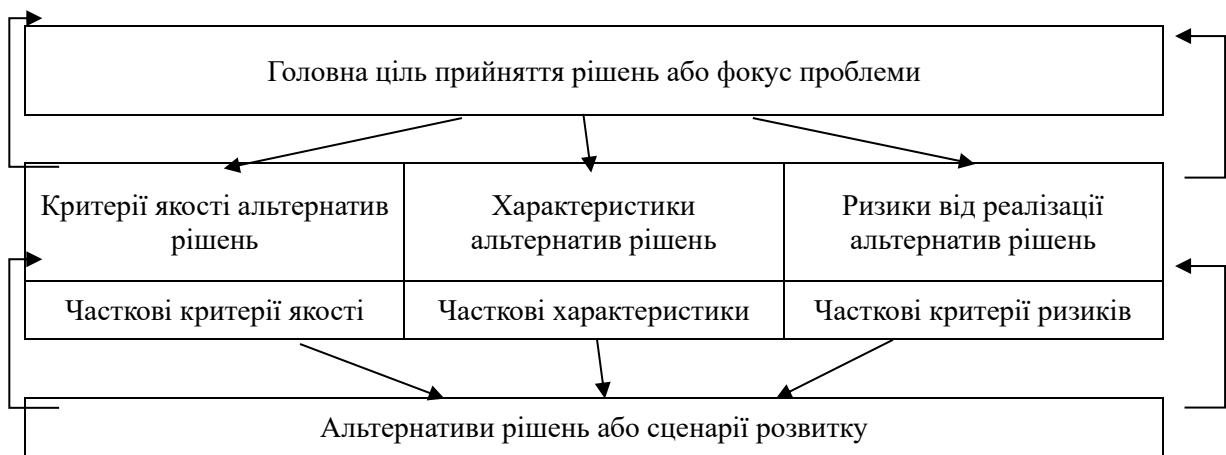 Головна ціль прийняття рішень або фокус проблеми
Критерії якості альтернатив
рішень
Характеристики
альтернатив рішень
Ризики від реалізації
альтернатив рішень
Часткові критерії якості
Часткові характеристики
Часткові критерії ризиків
Альтернативи рішень або сценарії розвитку